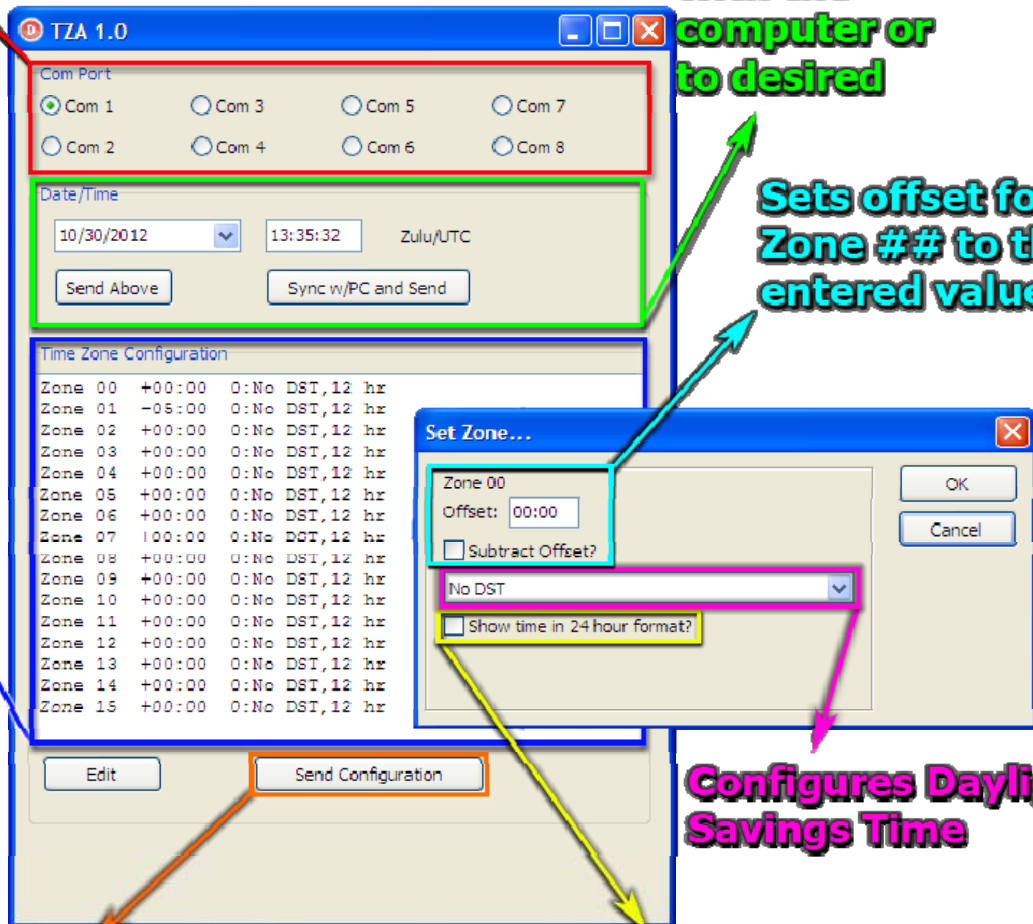 TZA 1.0
Com Port
Com 1 Com 3 Com 5 Com 7
Com 2 Com 4 Com 6 Com 8
Date/Time
10/30/2012 13:35:32 Zulu/UTC
Send Above Sync w/PC and Send
Time Zone Configuration
Zone 00 +00:00 0:No DST,12 hr
Zone 01 -05:00 0:No DST,12 hr
Zone 02 +00:00 0:No DST,12 hr
Zone 03 +00:00 0:No DST,12 hr
Zone 04 +00:00 0:No DST,12 hr
Zone 05 +00:00 0:No DST,12 hr
Zone 06 +00:00 0:No DST,12 hr
Zone 07 +00:00 0:No DST,12 hr
Zone 08 +00:00 0:No DST,12 hr
Zone 09 +00:00 0:No DST,12 hr
Zone 10 +00:00 0:No DST,12 hr
Zone 11 +00:00 0:No DST,12 hr
Zone 12 +00:00 0:No DST,12 hr
Zone 13 +00:00 0:No DST,12 hr
Zone 14 +00:00 0:No DST,12 hr
Zone 15 +00:00 0:No DST,12 hr
Edit Send Configuration
Set Zone...
Zone 00
Offset: 00:00
Subtract Offset?
No DST
Show time in 24 hour format?
OK
Cancel
computer or
to desired
Sets offset fo
Zone ## to th
entered value
Configures Dayli
Savings Time